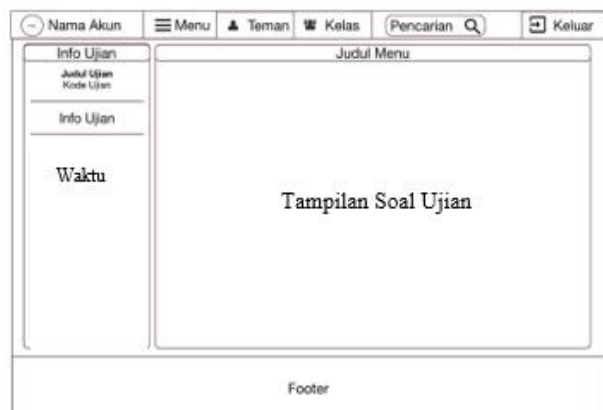 Nama Akun Menu Teman Kelas Pencarian Keluar
Info Ujian
Judul Ujian
Kode Ujian
Info Ujian
Waktu
Judul Menu
Tampilan Soal Ujian
Footer